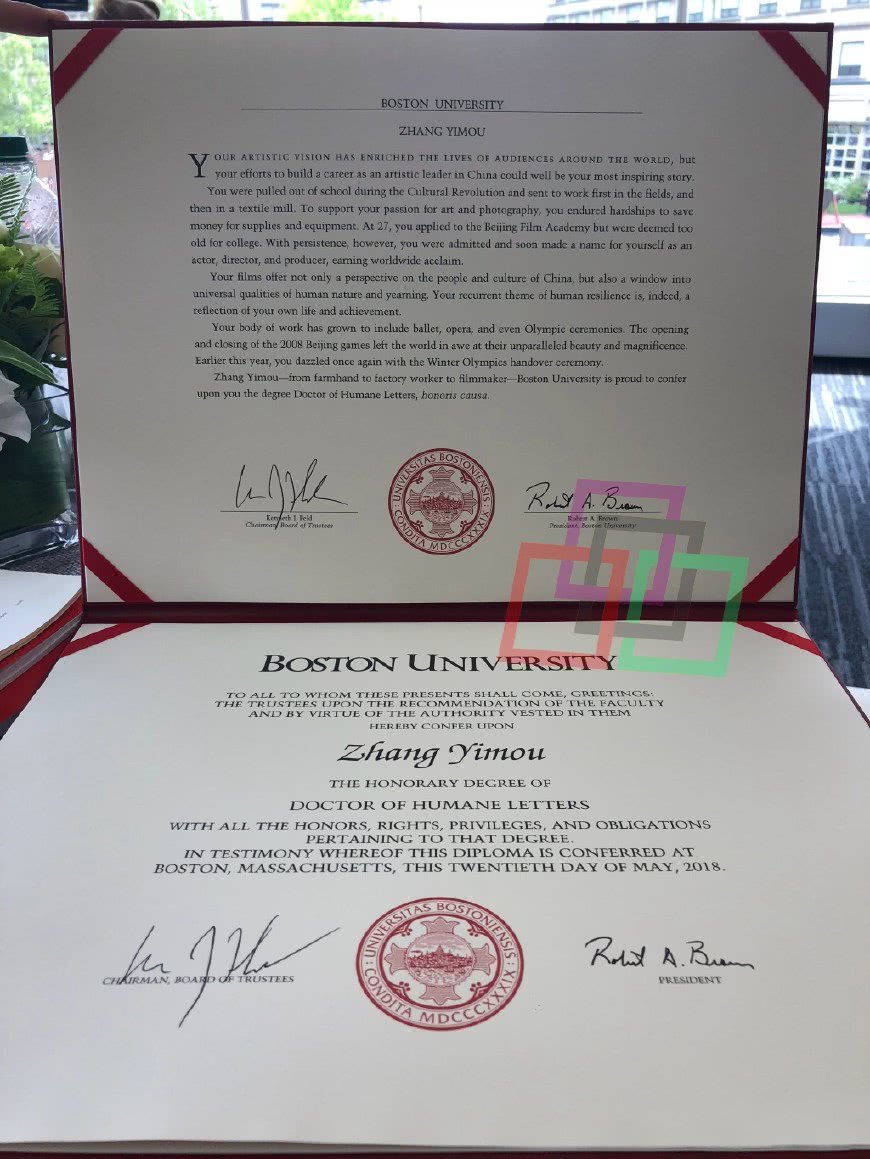 BOSTON UNIVERSITY
ZHANG YIMOU
YOUR ARTISTIC VISION HAS ENRICHED THE LIVES OF AUDIENCES AROUND THE WORLD, but
your efforts to build a career as an artistic leader in China could well be your most inspiring story.
You were pulled out of school during the Cultural Revolution and sent to work first in the fields, and
then in a textile mill. To support your passion for art and photography, you endured hardships to save
money for supplies and equipment. At 27, you applied to the Beijing Film Academy but were deemed too
old for college. With persistence, however, you were admitted and soon made a name for yourself as an
actor, director, and producer, earning worldwide acclaim.
Your films offer not only a perspective on the people and culture of China, but also a window into
universal qualities of human nature and yearning. Your recurrent theme of human resilience is, indeed, a
reflection of your own life and achievement.
Your body of work has grown to include ballet, opera, and even Olympic ceremonies. The opening
and closing of the 2008 Beijing games left the world in awe at their unparalleled beauty and magnificence.
Earlier this year, you dazzled once again with the Winter Olympics handover ceremony.
Zhang Yimou—from farmhand to factory worker to filmmaker—Boston University is proud to confer
upon you the degree Doctor of Humane Letters, honoris causa.
Robert A. Brown
Kenneth J. Feld
Chairman, Board of Trustees
UNIVERSITAS BOSTONIENSIS
CONDITA MDCCCXXXIX
Robert A. Brown
President, Boston University
BOSTON UNIVERSITY
TO ALL TO WHOM THESE PRESENTS SHALL COME, GREETINGS:
THE TRUSTEES UPON THE RECOMMENDATION OF THE FACULTY
AND BY VIRTUE OF THE AUTHORITY VESTED IN THEM
HEREBY CONFER UPON
Zhang Yimou
THE HONORARY DEGREE OF
DOCTOR OF HUMANE LETTERS
WITH ALL THE HONORS, RIGHTS, PRIVILEGES, AND OBLIGATIONS
PERTAINING TO THAT DEGREE.
IN TESTIMONY WHEREOF THIS DIPLOMA IS CONFERRED AT
BOSTON, MASSACHUSETTS, THIS TWENTIETH DAY OF MAY, 2018.
Robert A. Brown
CHAIRMAN, BOARD OF TRUSTEES
UNIVERSITAS BOSTONIENSIS
CONDITA MDCCCXXXIX
PRESIDENT